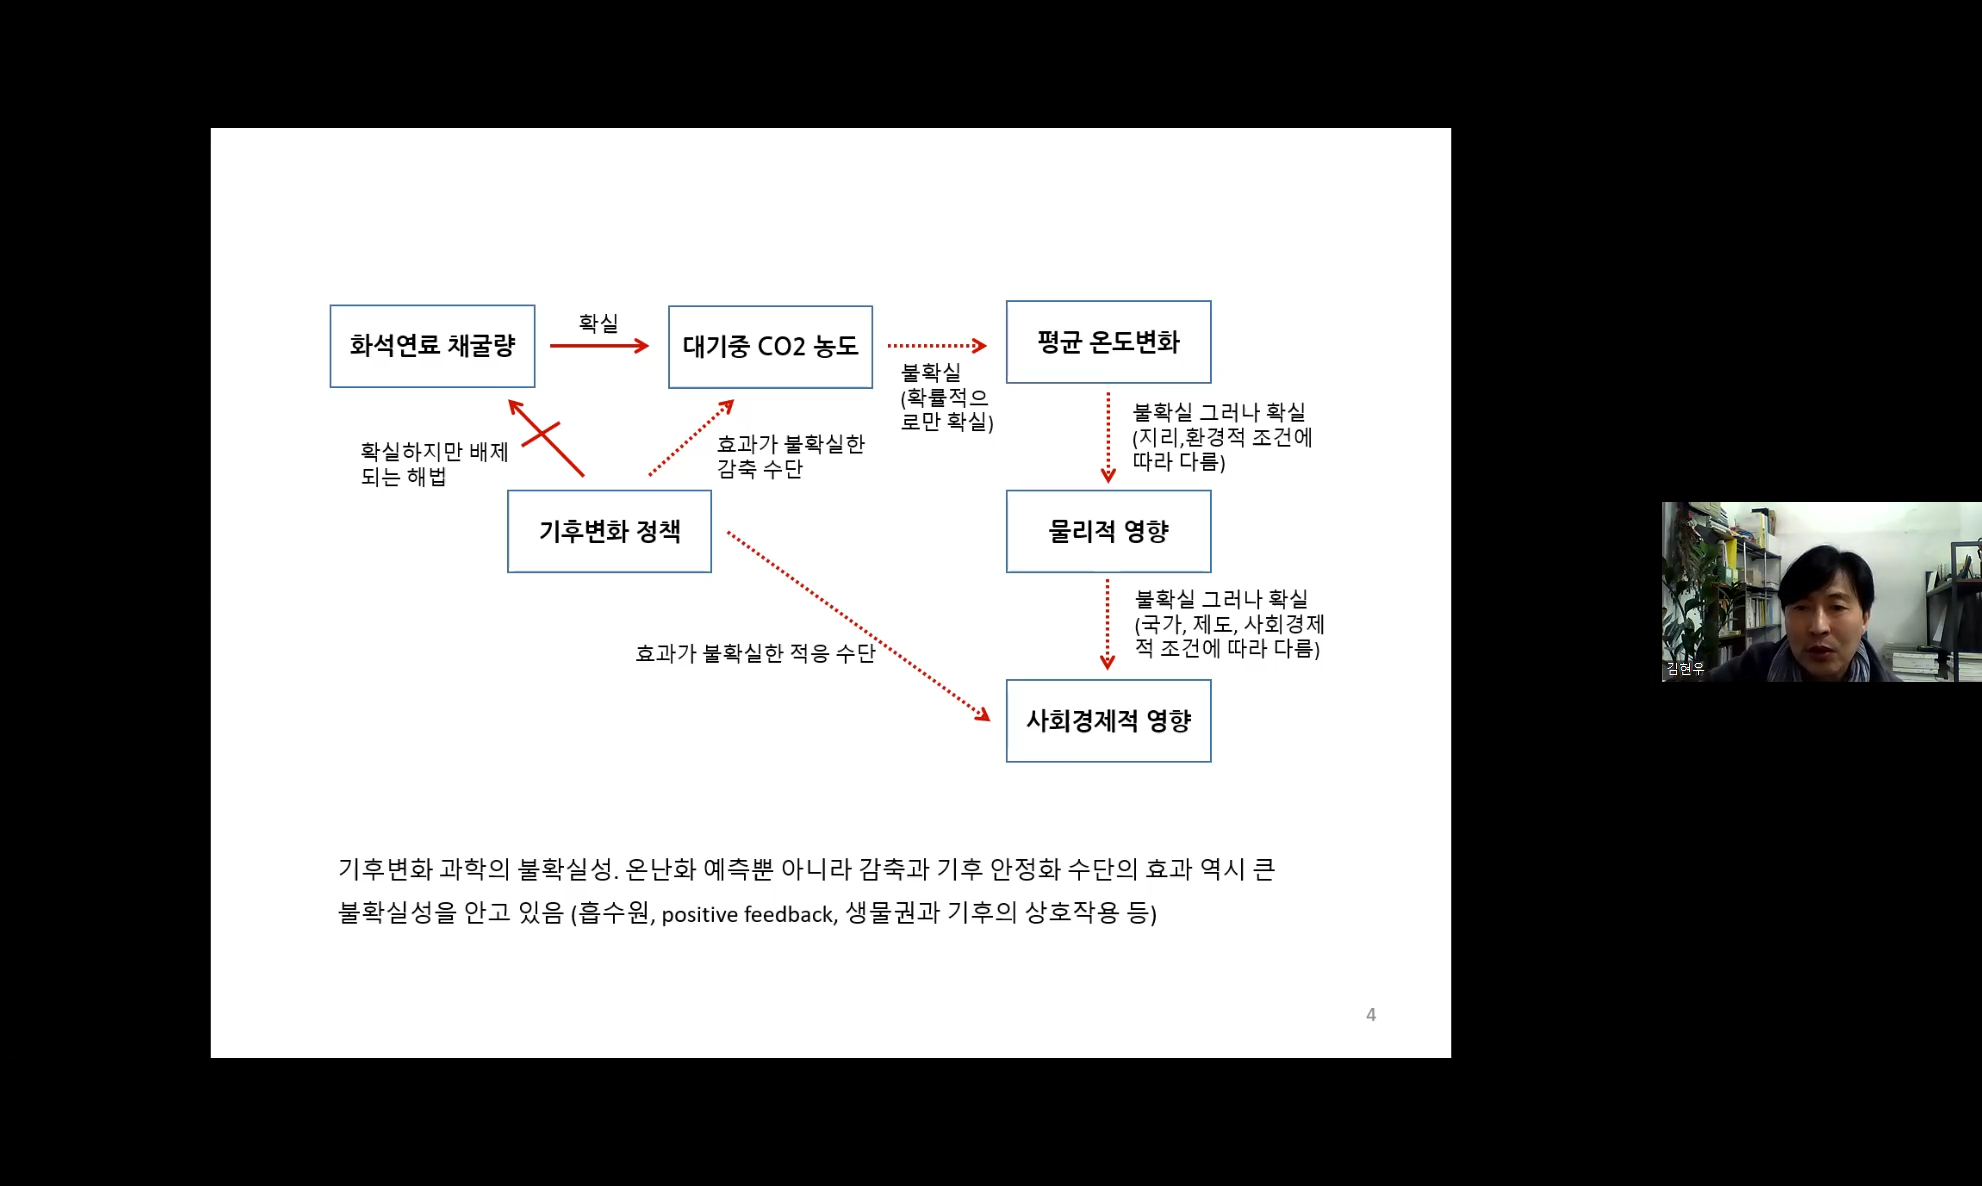 화석연료 채굴량
확실
대기중 CO2 농도
불확실
(확률적으
로만 확실)
평균 온도변화
불확실 그러나 확실
(지리,환경적 조건에
따라 다름)
확실하지만 배제
되는 해법
효과가 불확실한
감축 수단
기후변화 정책
물리적 영향
불확실 그러나 확실
(국가, 제도, 사회경제
적 조건에 따라 다름)
효과가 불확실한 적응 수단
사회경제적 영향
기후변화 과학의 불확실성. 온난화 예측뿐 아니라 감축과 기후 안정화 수단의 효과 역시 큰
불확실성을 안고 있음 (흡수원, positive feedback, 생물권과 기후의 상호작용 등)
4
김현우